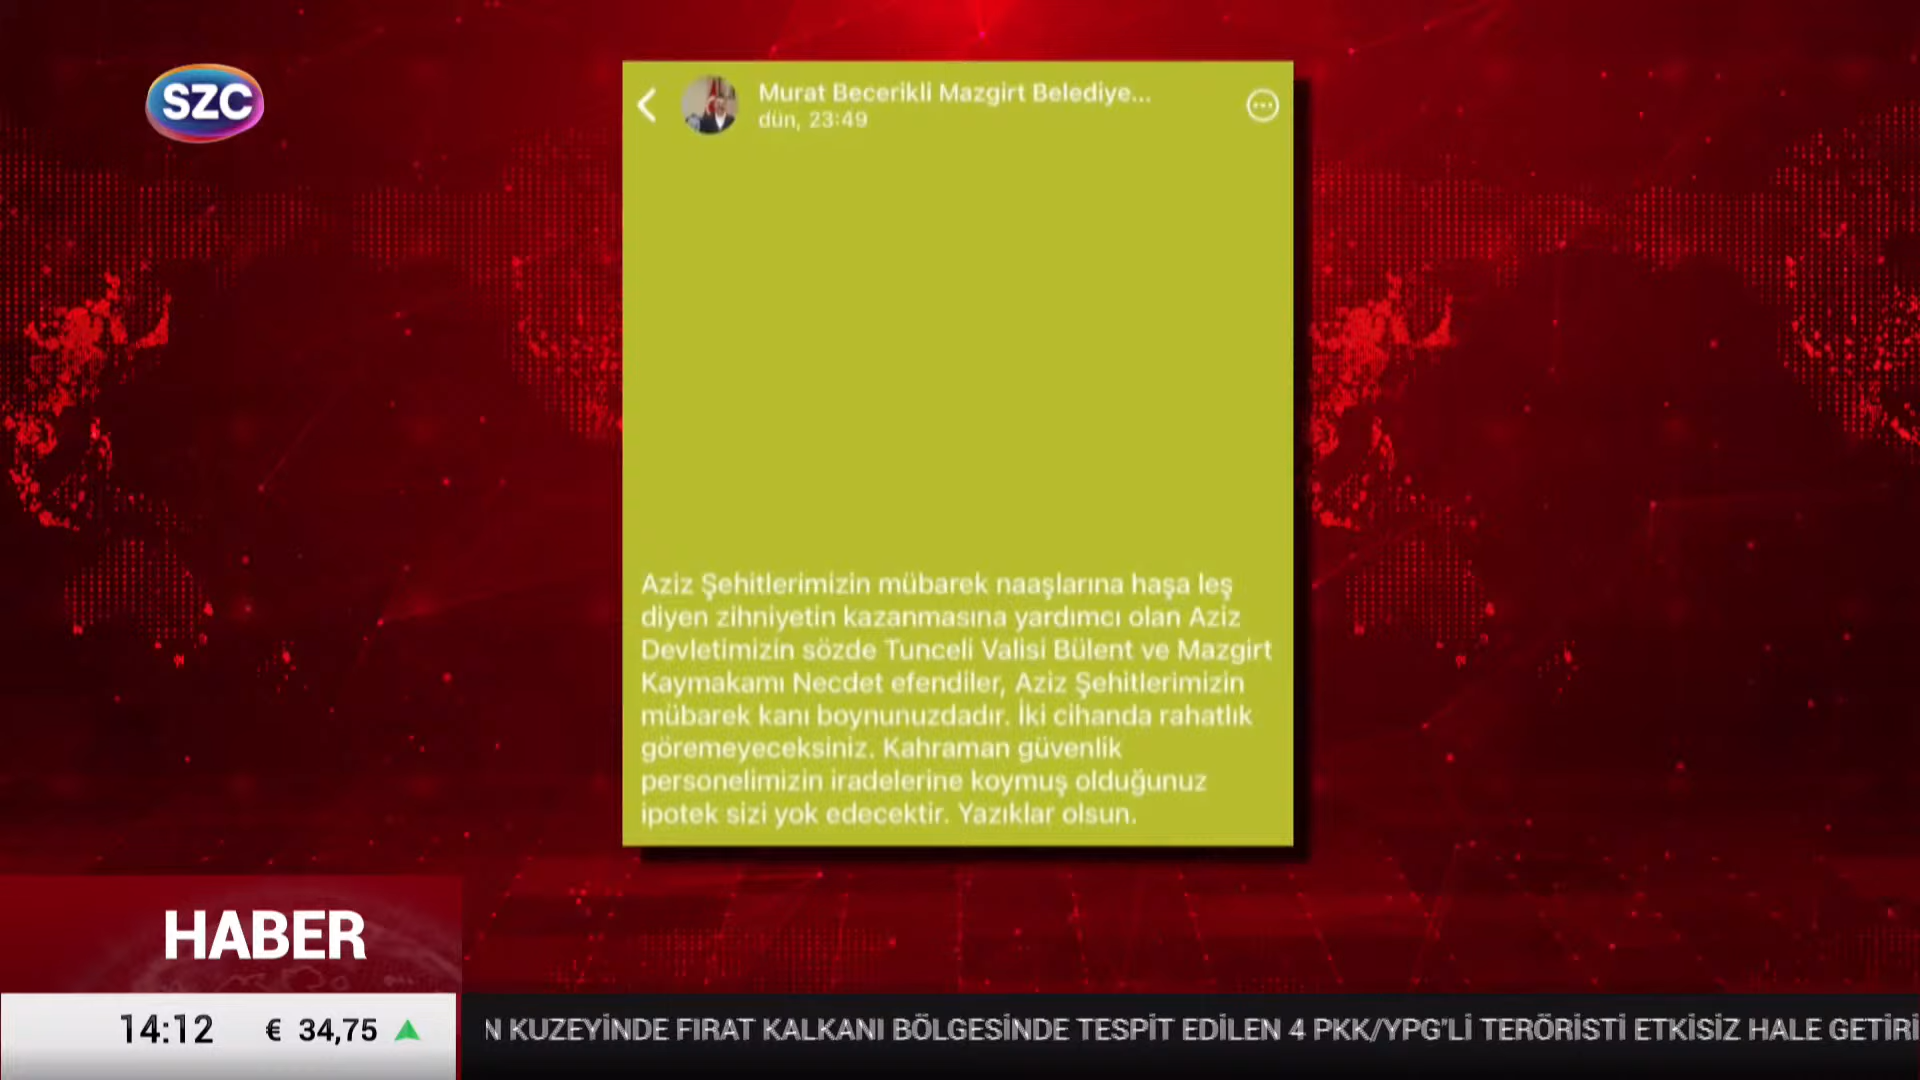 SZC
Murat Becerikli Mazgirt Belediye...
dün, 23:49
Aziz Şehitlerimizin mübarek naaşlarına haşa leş
diyen zihniyetin kazanmasına yardımcı olan Aziz
Devletimizin sözde Tunceli Valisi Bülent ve Mazgirt
Kaymakamı Necdet efendiler, Aziz Şehitlerimizin
mübarek kanı boynunuzdadır. İki cihanda rahatlık
göremeyeceksiniz. Kahraman güvenlik
personelimizin iradelerine koymuş olduğunuz
ipotek sizi yok edecektir. Yazıklar olsun.
HABER
14:12 € 34,75
N KUZEYİNDE FIRAT KALKANI BÖLGESİNDE TESPİT EDİLEN 4 PKK/YPG'Lİ TERÖRİSTİ ETKİSİZ HALE GETİRİ